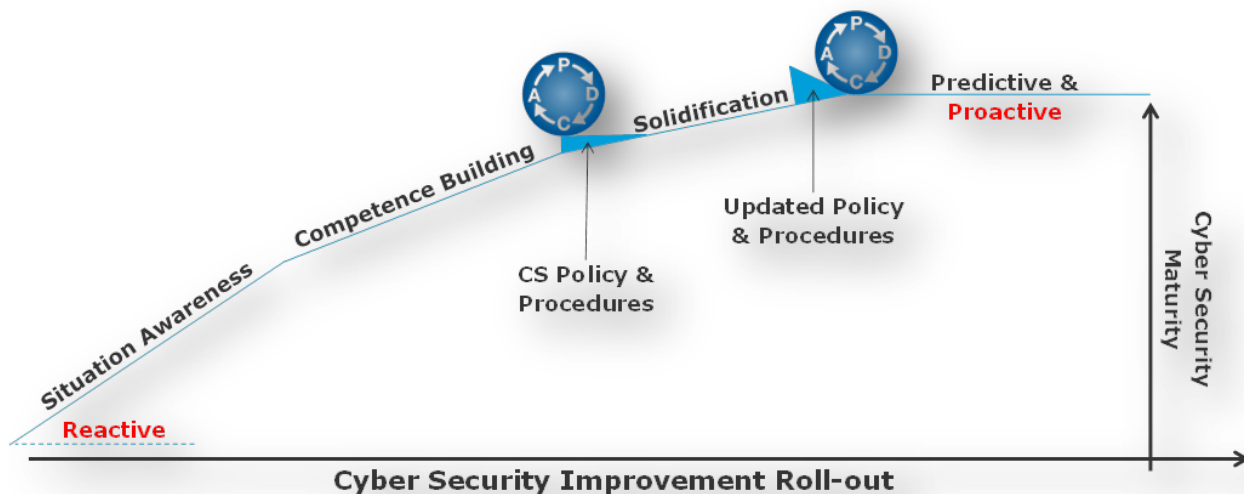 P
D
C
A
P
D
C
A
Predictive &
Proactive
Solidification
Competence Building
Situation Awareness
Updated Policy
& Procedures
CS Policy &
Procedures
Cyber Security
Maturity
Reactive
Cyber Security Improvement Roll-out